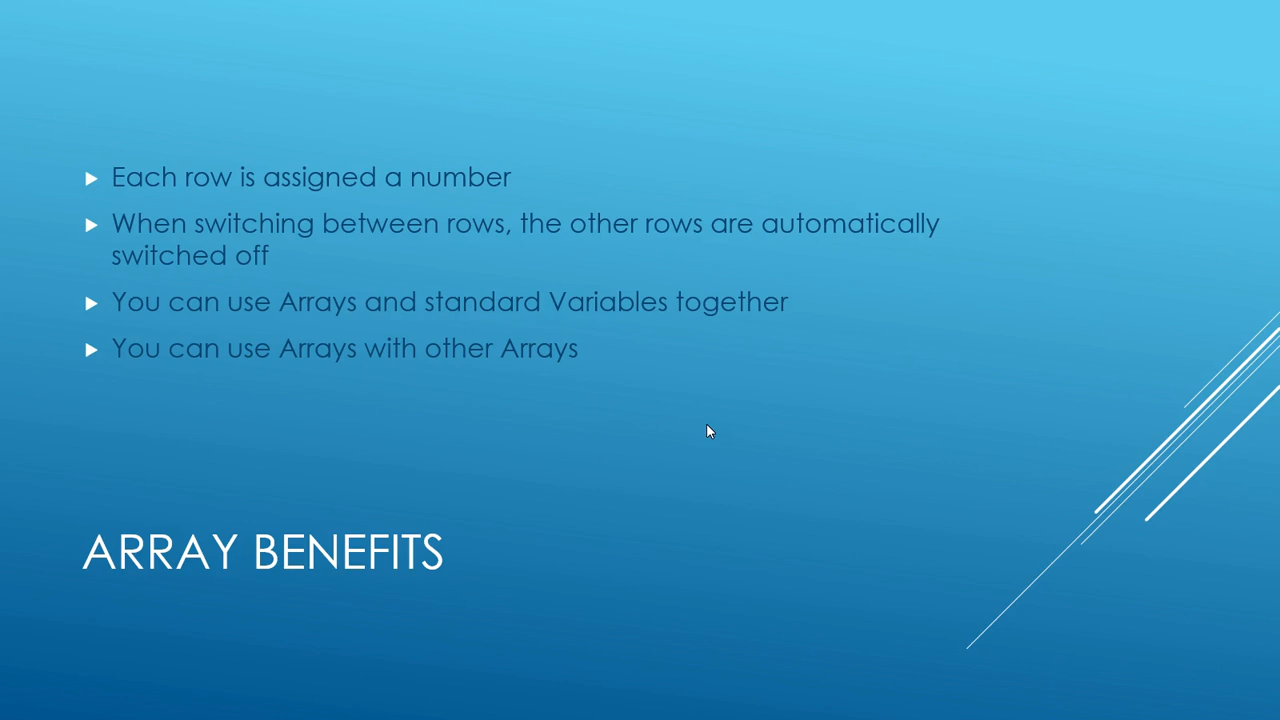 Each row is assigned a number
When switching between rows, the other rows are automatically
switched off
You can use Arrays and standard Variables together
You can use Arrays with other Arrays
ARRAY BENEFITS